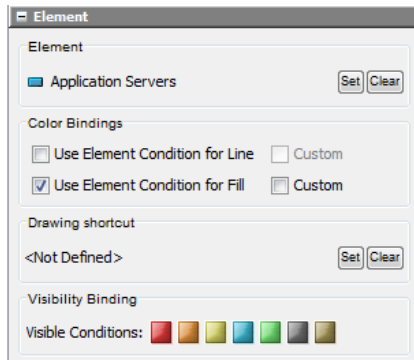 Element
Element
Application Servers Set Clear
Color Bindings
Use Element Condition for Line Custom
Use Element Condition for Fill Custom
Drawing shortcut
<Not Defined> Set Clear
Visibility Binding
Visible Conditions: